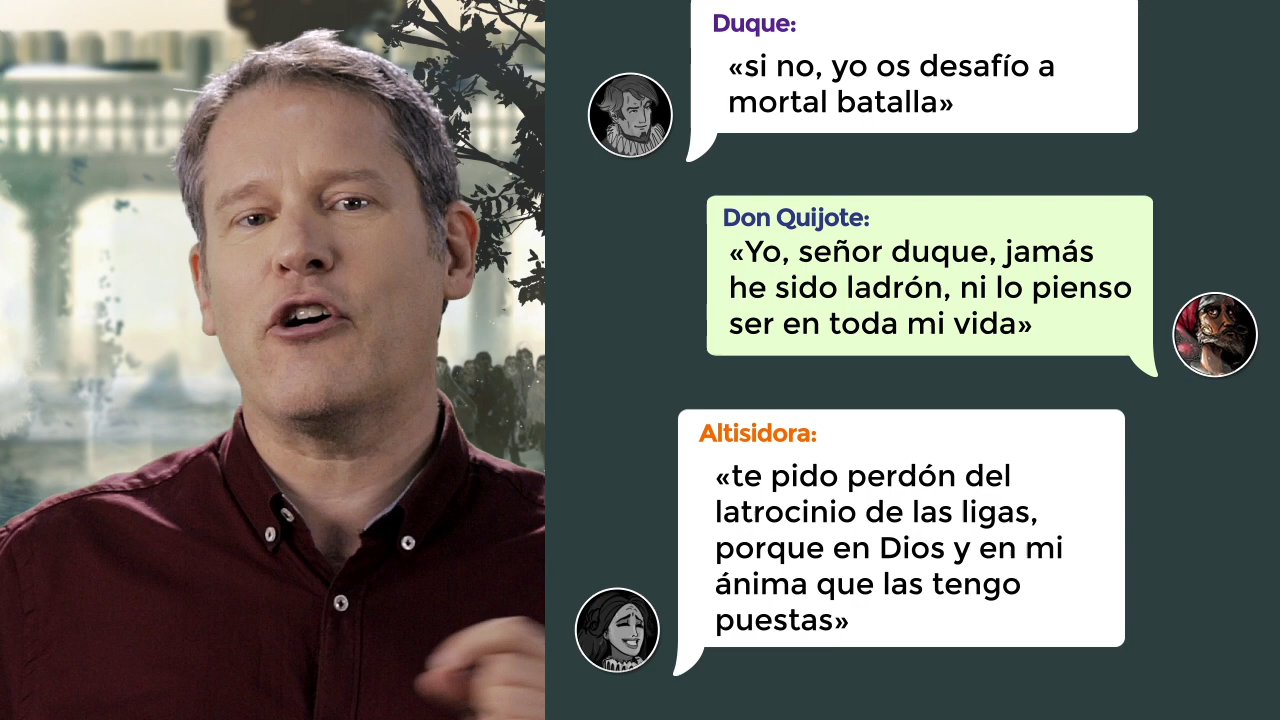 Duque:
«si no, yo os desafío a
mortal batalla»
Don Quijote:
«Yo, señor duque, jamás
he sido ladrón, ni lo pienso
ser en toda mi vida»
Altisidora:
«te pido perdón del
latrocinio de las ligas,
porque en Dios y en mi
ánima que las tengo
puestas»